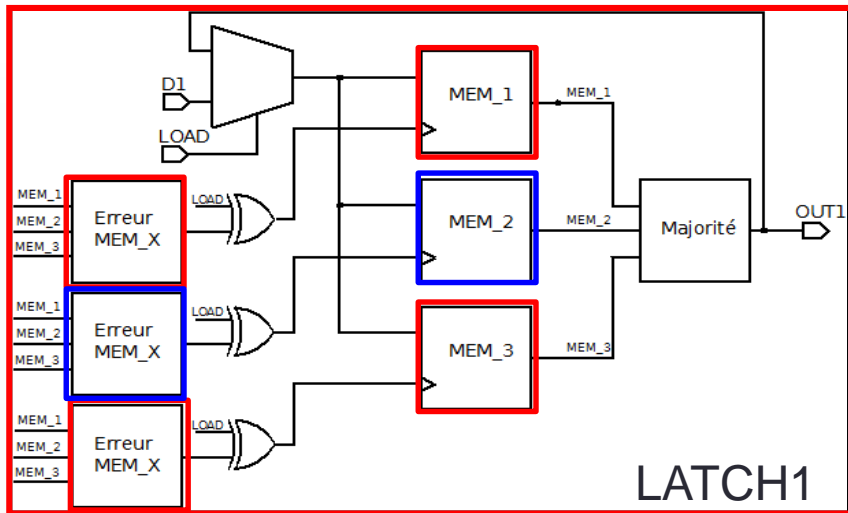 D1
LOAD
MEM_1
MEM_1
MEM_2
MEM_2
MEM_3
MEM_3
Majorité
OUT1
MEM_1
MEM_2
MEM_3
Erreur
MEM_X
LOAD
MEM_1
MEM_2
MEM_3
Erreur
MEM_X
LOAD
MEM_1
MEM_2
MEM_3
Erreur
MEM_X
LOAD
LATCH1